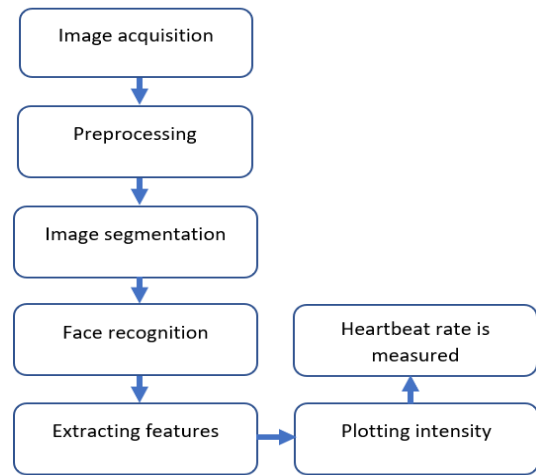 Image acquisition
Preprocessing
Image segmentation
Face recognition
Extracting features
Plotting intensity
Heartbeat rate is
measured